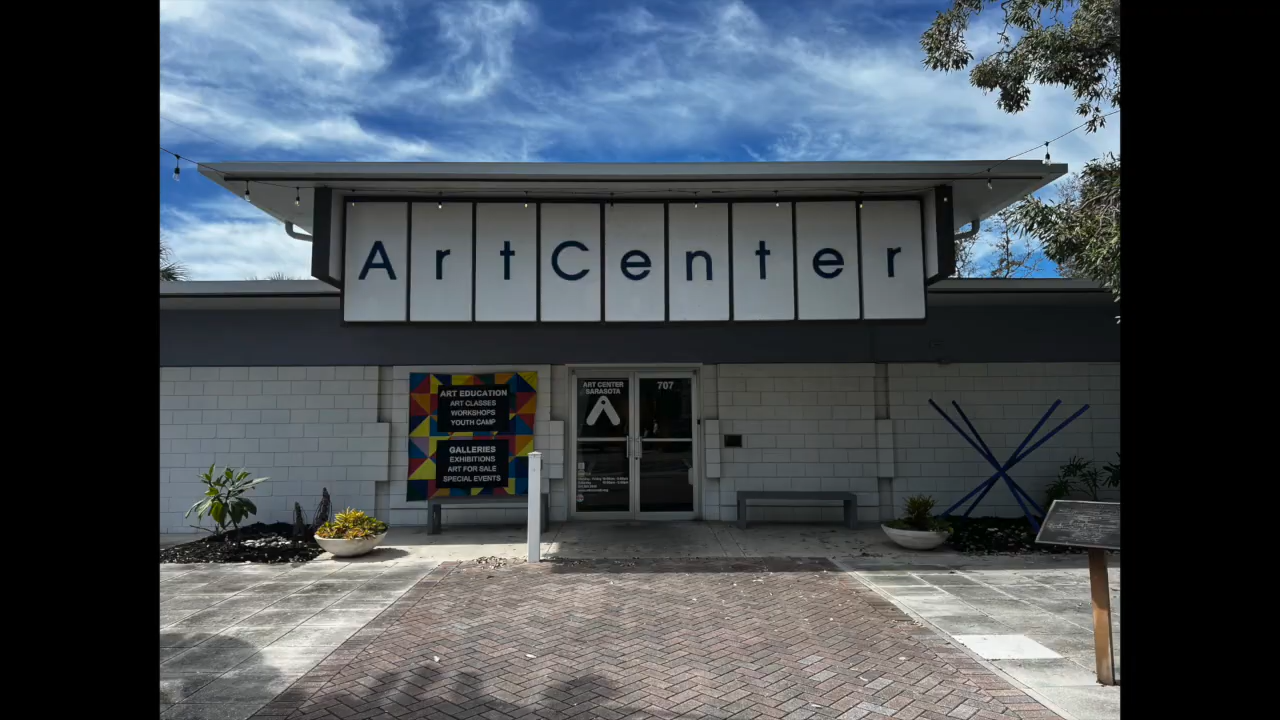 ArtCenter
ART EDUCATION
ART CLASSES
WORKSHOPS
YOUTH CAMP
GALLERIES
EXHIBITIONS
ART FOR SALE
SPECIAL EVENTS
ART CENTER
SARASOTA
707